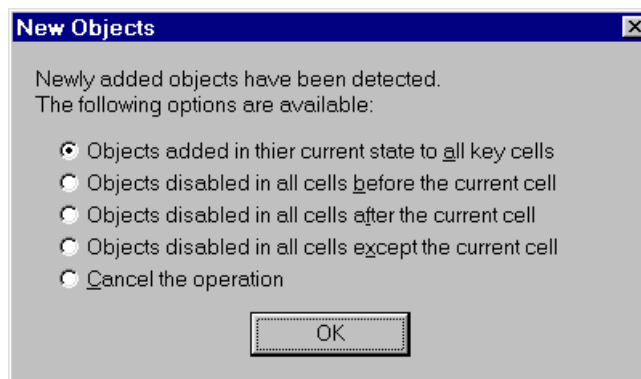 New Objects
Newly added objects have been detected.
The following options are available:
Objects added in thier current state to all key cells
Objects disabled in all cells before the current cell
Objects disabled in all cells after the current cell
Objects disabled in all cells except the current cell
Cancel the operation
OK